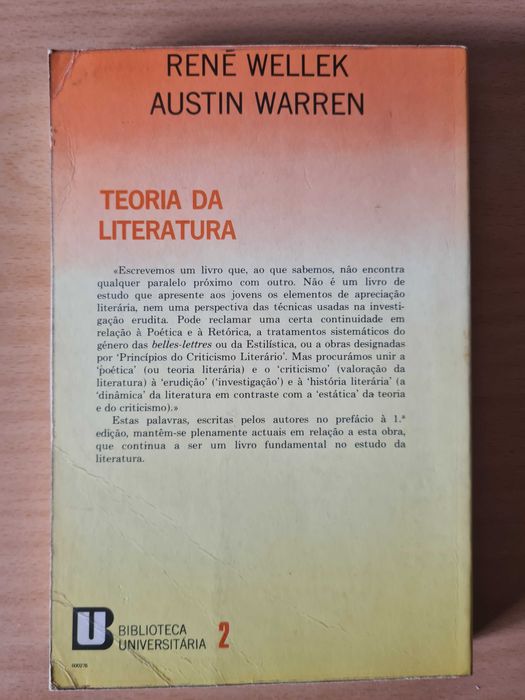 RENÉ WELLEK
AUSTIN WARREN
TEORIA DA
LITERATURA
«Escrevemos um livro que, ao que sabemos, não encontra
qualquer paralelo próximo com outro. Não é um livro de
estudo que apresente aos jovens os elementos de apreciação
literária, nem uma perspectiva das técnicas usadas na investi-
gação erudita. Pode reclamar uma certa continuidade em
relação à Poética e à Retórica, a tratamentos sistemáticos do
género das belles-lettres ou da Estilística, ou a obras designadas
por ‘Princípios do Criticismo Literário’. Mas procurámos unir a
‘poética’ (ou teoria literária) e o ‘criticismo’ (valoração da
literatura) à ‘erudição’ (‘investigação’) e à ‘história literária’ (a
‘dinâmica’ da literatura em contraste com a ‘estática’ da teoria
e do criticismo).»
Estas palavras, escritas pelos autores no prefácio à 1.ª
edição, mantêm-se plenamente actuais em relação a esta obra,
que continua a ser um livro fundamental no estudo da
literatura.
BU BIBLIOTECA
UNIVERSITÁRIA 2
600276